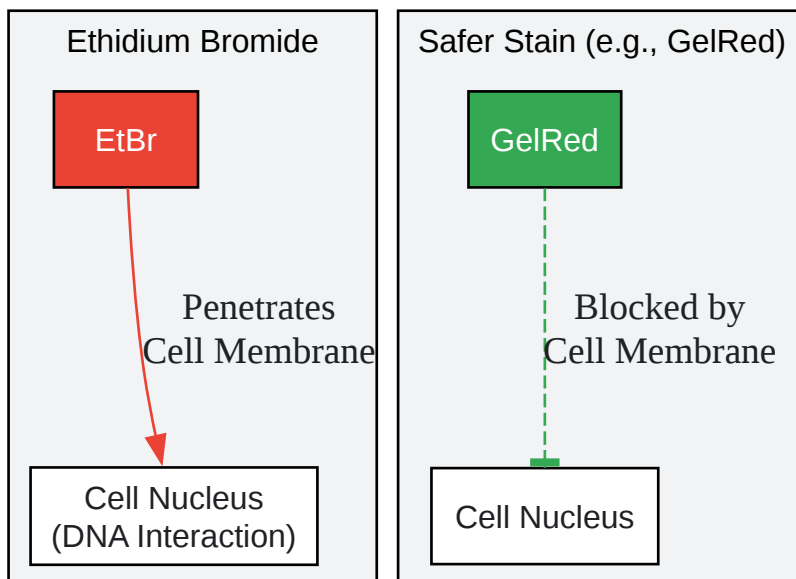 Ethidium Bromide
EtBr
Penetrates
Cell Membrane
Cell Nucleus
(DNA Interaction)
Safer Stain (e.g., GelRed)
GelRed
Blocked by
Cell Membrane
Cell Nucleus